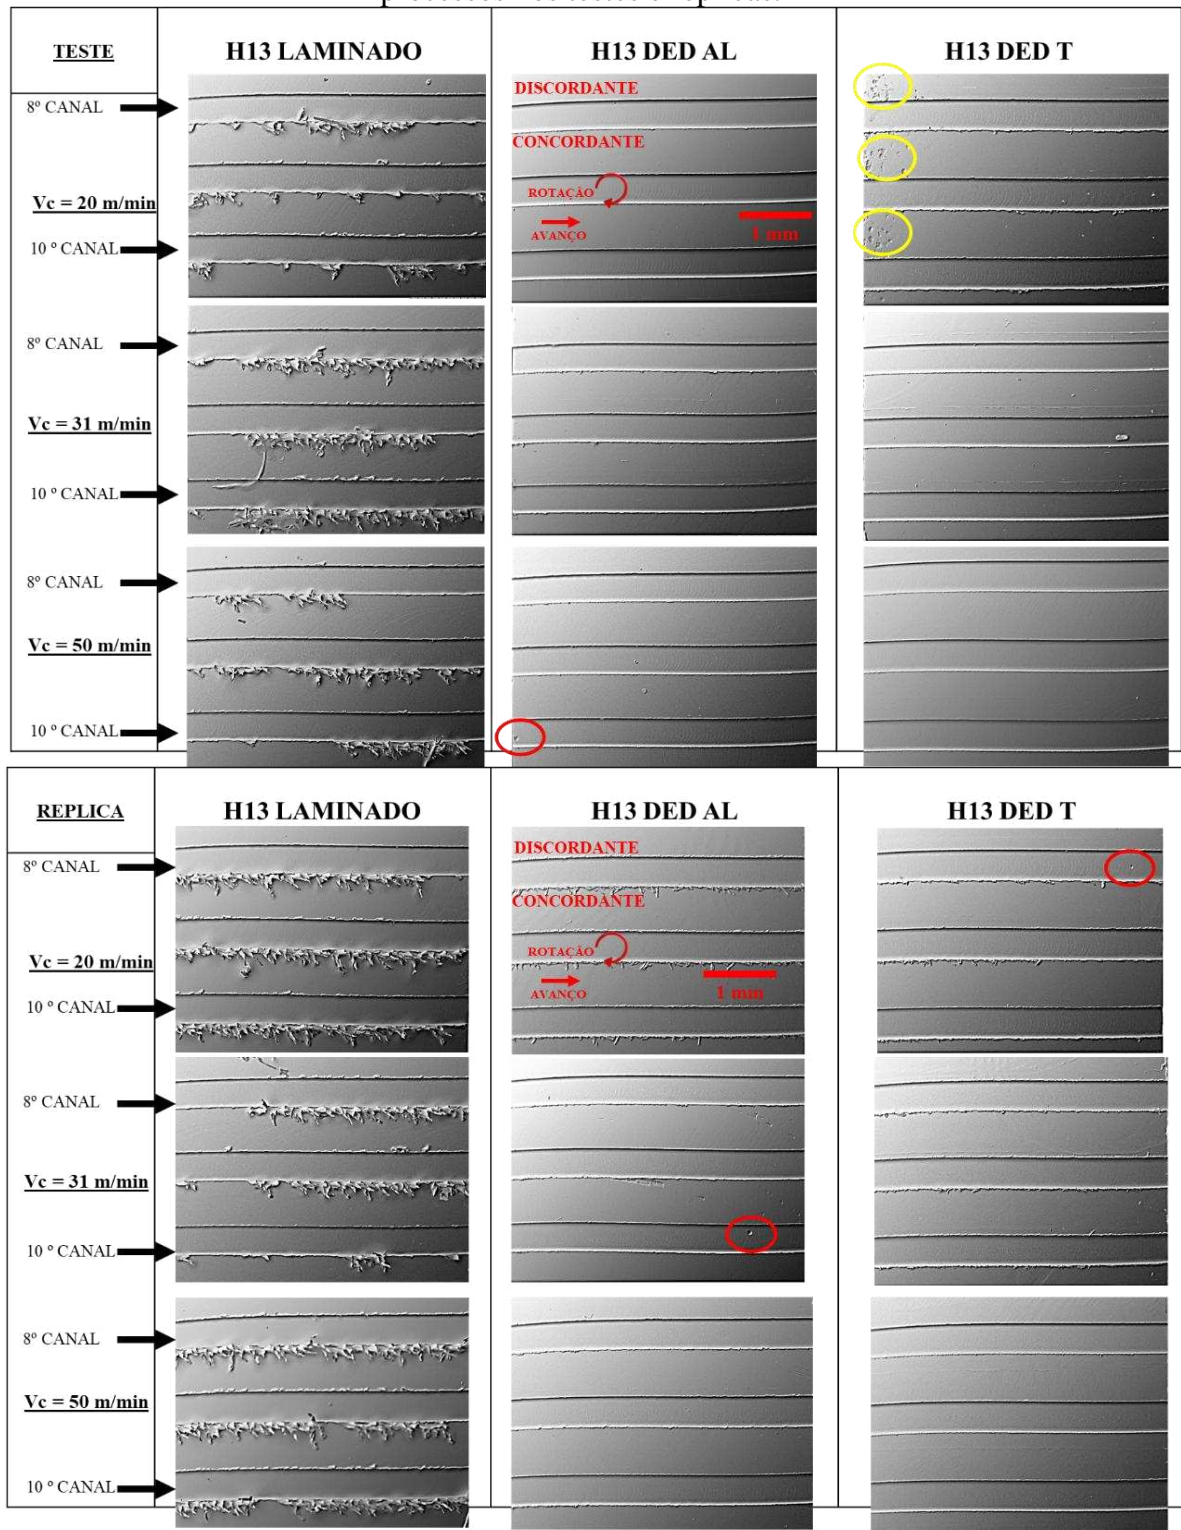 TESTE H13 LAMINADO H13 DED AL H13 DED T
8º CANAL
DISCORDANTE
CONCORDANTE
Vc = 20 m/min
ROTAÇÃO
AVANÇO
1 mm
10 º CANAL
8º CANAL
Vc = 31 m/min
10 º CANAL
8º CANAL
Vc = 50 m/min
10 º CANAL
REPLICA H13 LAMINADO H13 DED AL H13 DED T
8º CANAL
DISCORDANTE
CONCORDANTE
Vc = 20 m/min
ROTAÇÃO
AVANÇO
1 mm
10 º CANAL
8º CANAL
Vc = 31 m/min
10 º CANAL
8º CANAL
Vc = 50 m/min
10 º CANAL